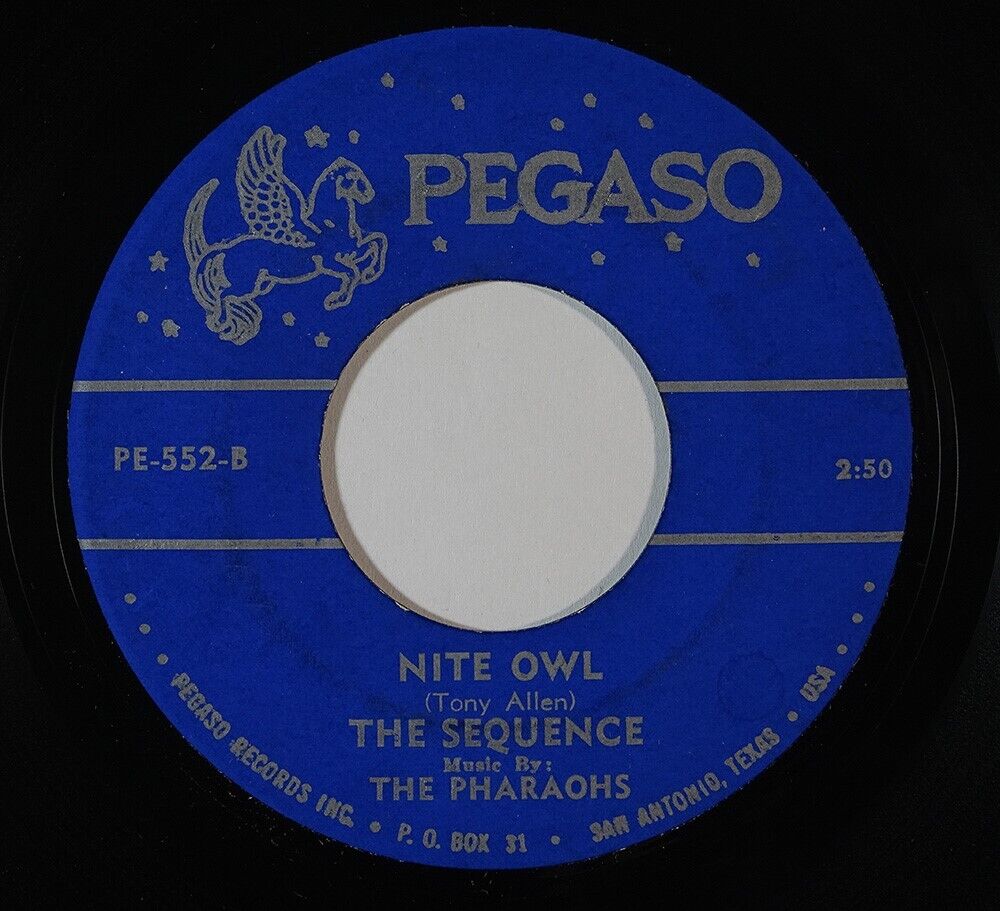 PEGASO
PE-552-B
2:50
NITE OWL
(Tony Allen)
THE SEQUENCE
Music By:
THE PHARAOHS
PEGASO RECORDS INC. • P. O. BOX 31 • SAN ANTONIO, TEXAS • USA